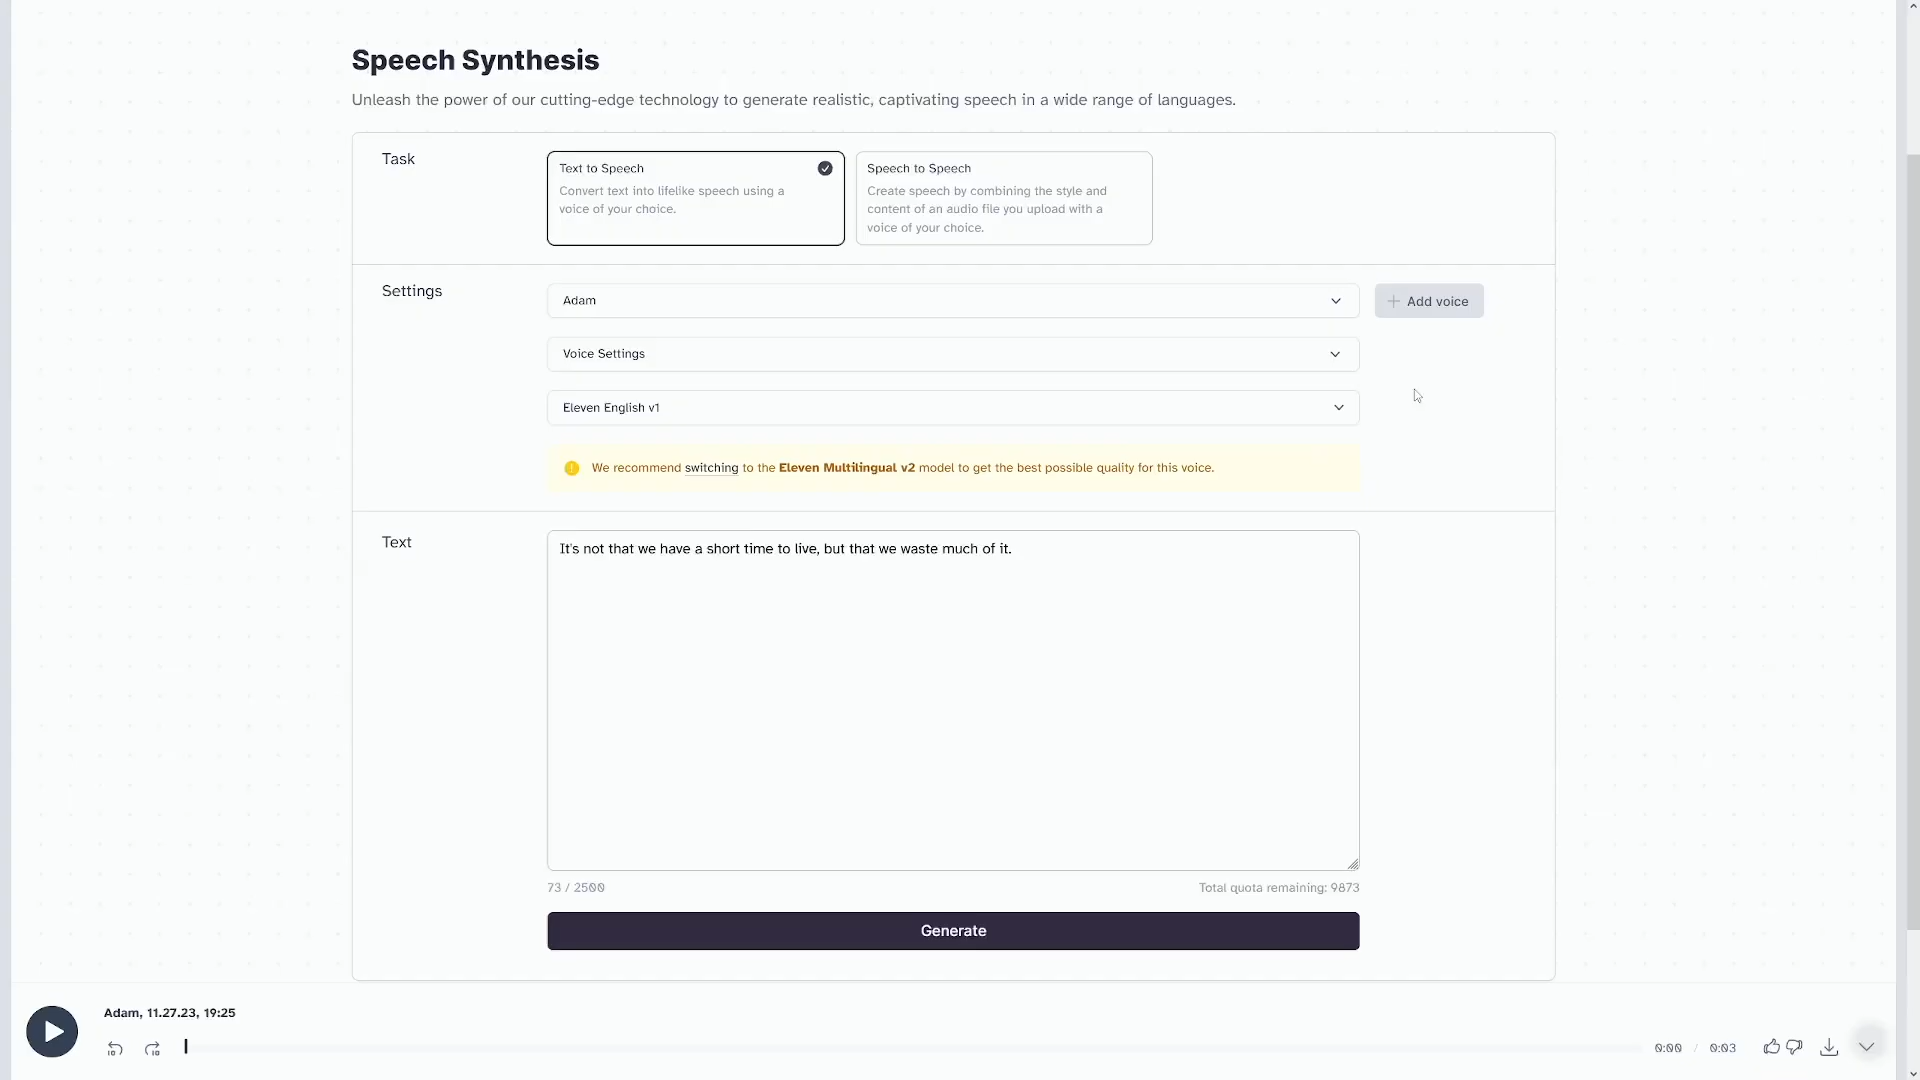 Speech Synthesis
Unleash the power of our cutting-edge technology to generate realistic, captivating speech in a wide range of languages.
Task
Text to Speech
Convert text into lifelike speech using a
voice of your choice.
Speech to Speech
Create speech by combining the style and
content of an audio file you upload with a
voice of your choice.
Settings
Adam
Add voice
Voice Settings
Eleven English v1
We recommend switching to the Eleven Multilingual v2 model to get the best possible quality for this voice.
Text
It's not that we have a short time to live, but that we waste much of it.
73 / 2500
Total quota remaining: 9873
Generate
Adam, 11.27.23, 19:25
10
10
0:00 / 0:03